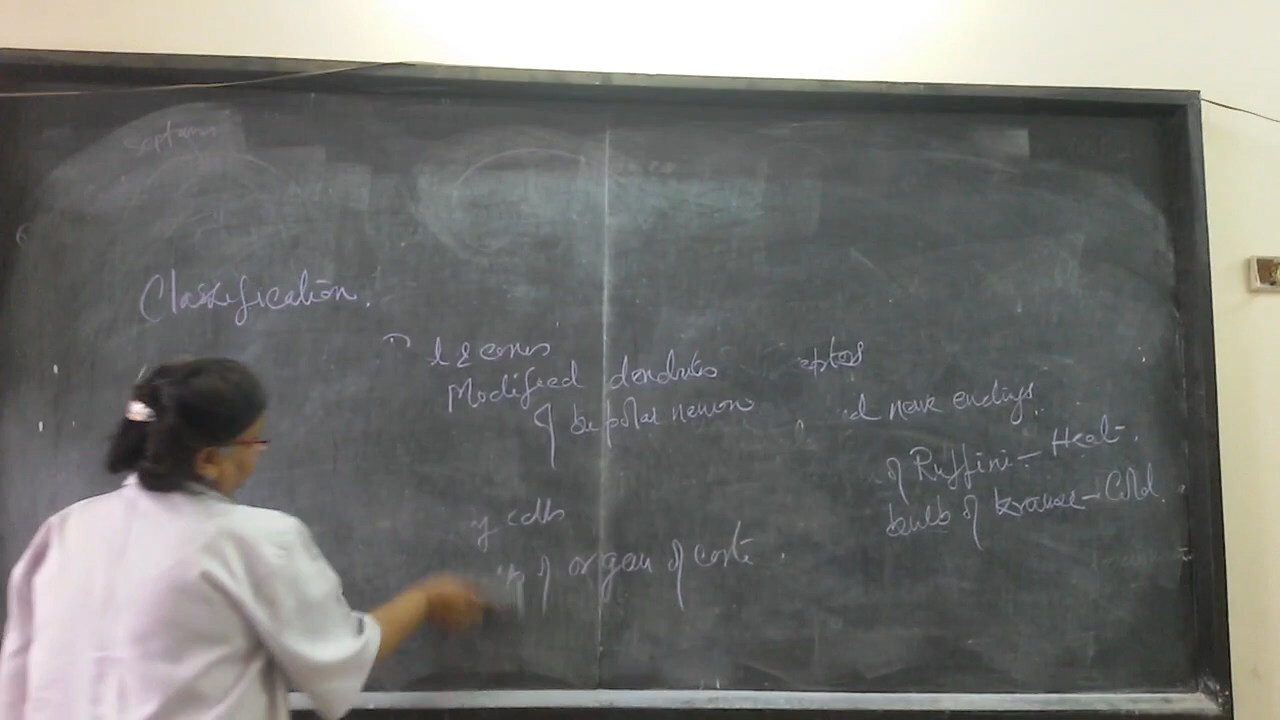 Classification.
& cones
Modified dendrites
of bipolar neurons
nerve endings
of Ruffini - Heat.
bulb of krause - Cold.
cells
of organ of corti.